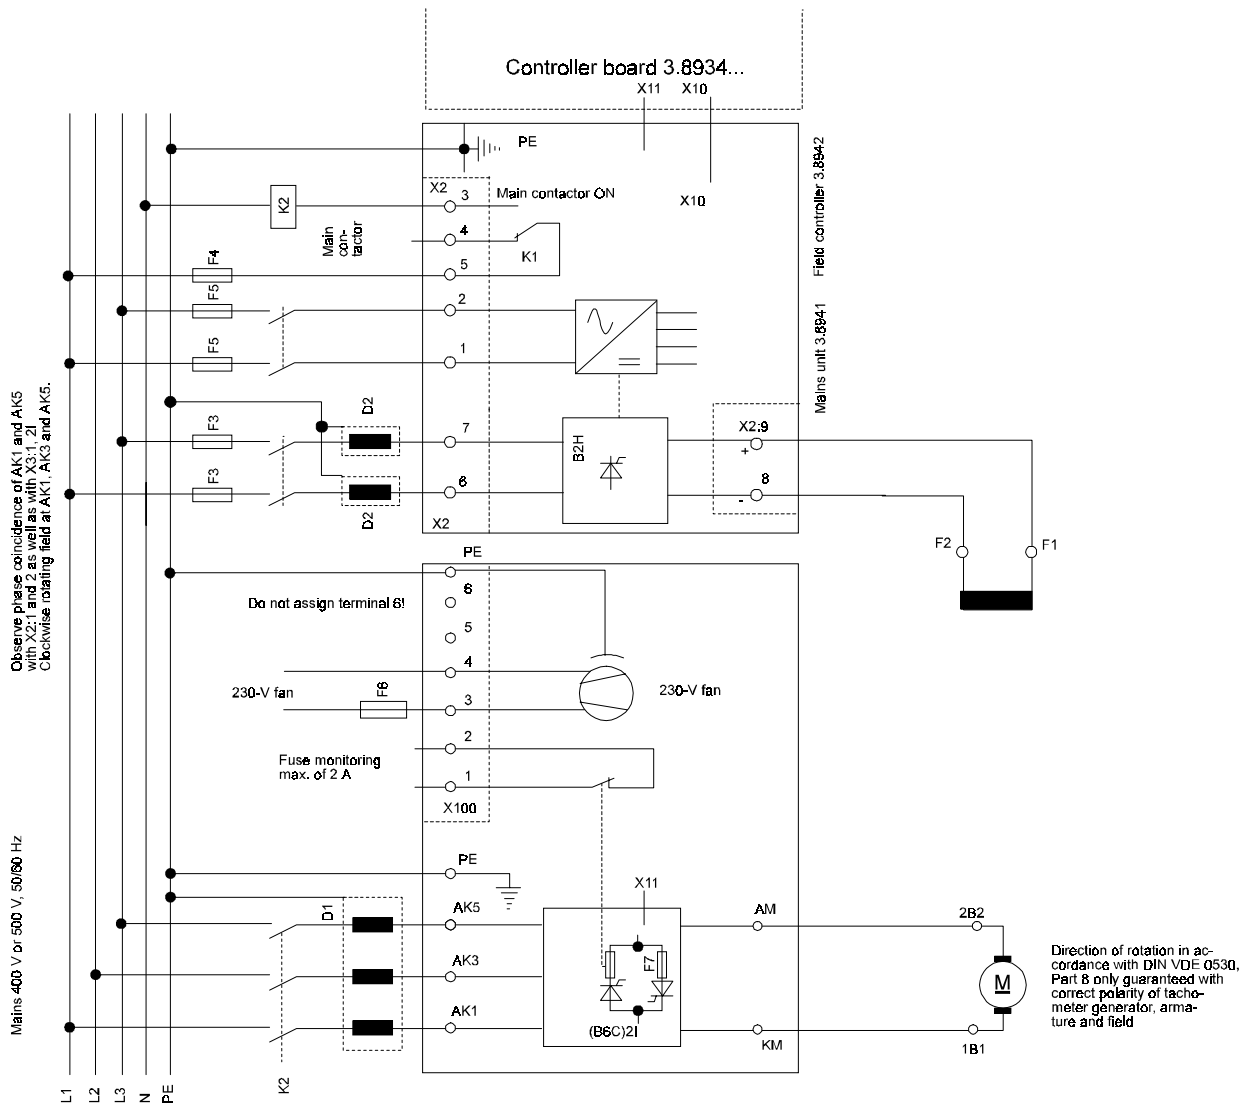 Controller board 3.8934...
X11 X10
PE
X2
3
Main contactor ON
X10
K2
4
Main
con-
tactor
K1
5
F4
Field controller 3.8942
F5
2
F5
1
Mains unit 3.8941
D2
F3
7
B2H
X2:9
+
F3
6
8
-
D2
X2
Observe phase coincidence of AK1 and AK5
with X2:1 and 2 as well as with X3:1, 2!
Clockwise rotating field at AK1, AK3 and AK5.
F2
F1
PE
6
Do not assign terminal 6!
5
4
230-V fan
F6
3
230-V fan
2
Fuse monitoring
max. of 2 A
1
X100
Mains 400 V or 500 V, 50/60 Hz
PE
X11
D1
AK5
AM
2B2
AK3
F7
M
Direction of rotation in ac-
cordance with DIN VDE 0530,
Part 8 only guaranteed with
correct polarity of tacho-
meter generator, arma-
ture and field
AK1
(B6C)2I
KM
1B1
K2
L1
L2
L3
N
PE